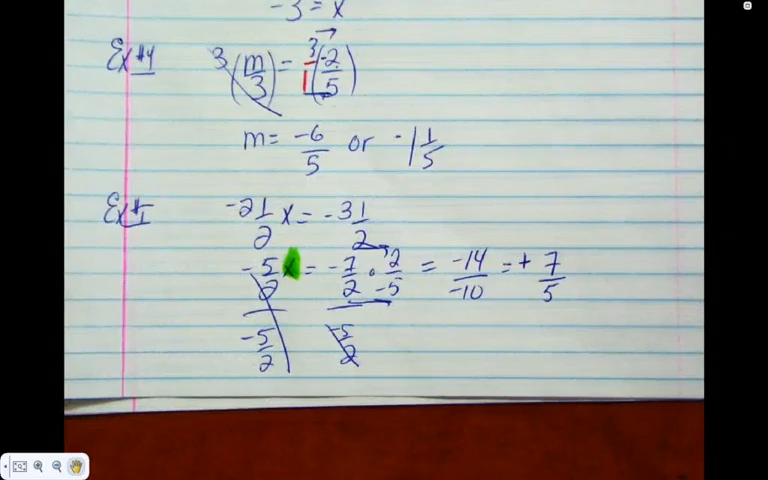 -3 = x
Ex #4 3 (m/3) = 3/1 (-2/5)
m = -6/5 or -1 1/5
Ex #5 -2 1/2 x = -3 1/2
-5/2 x = -7/2 • 2/-5 = -14/-10 = + 7/5
-5/2 -5/2